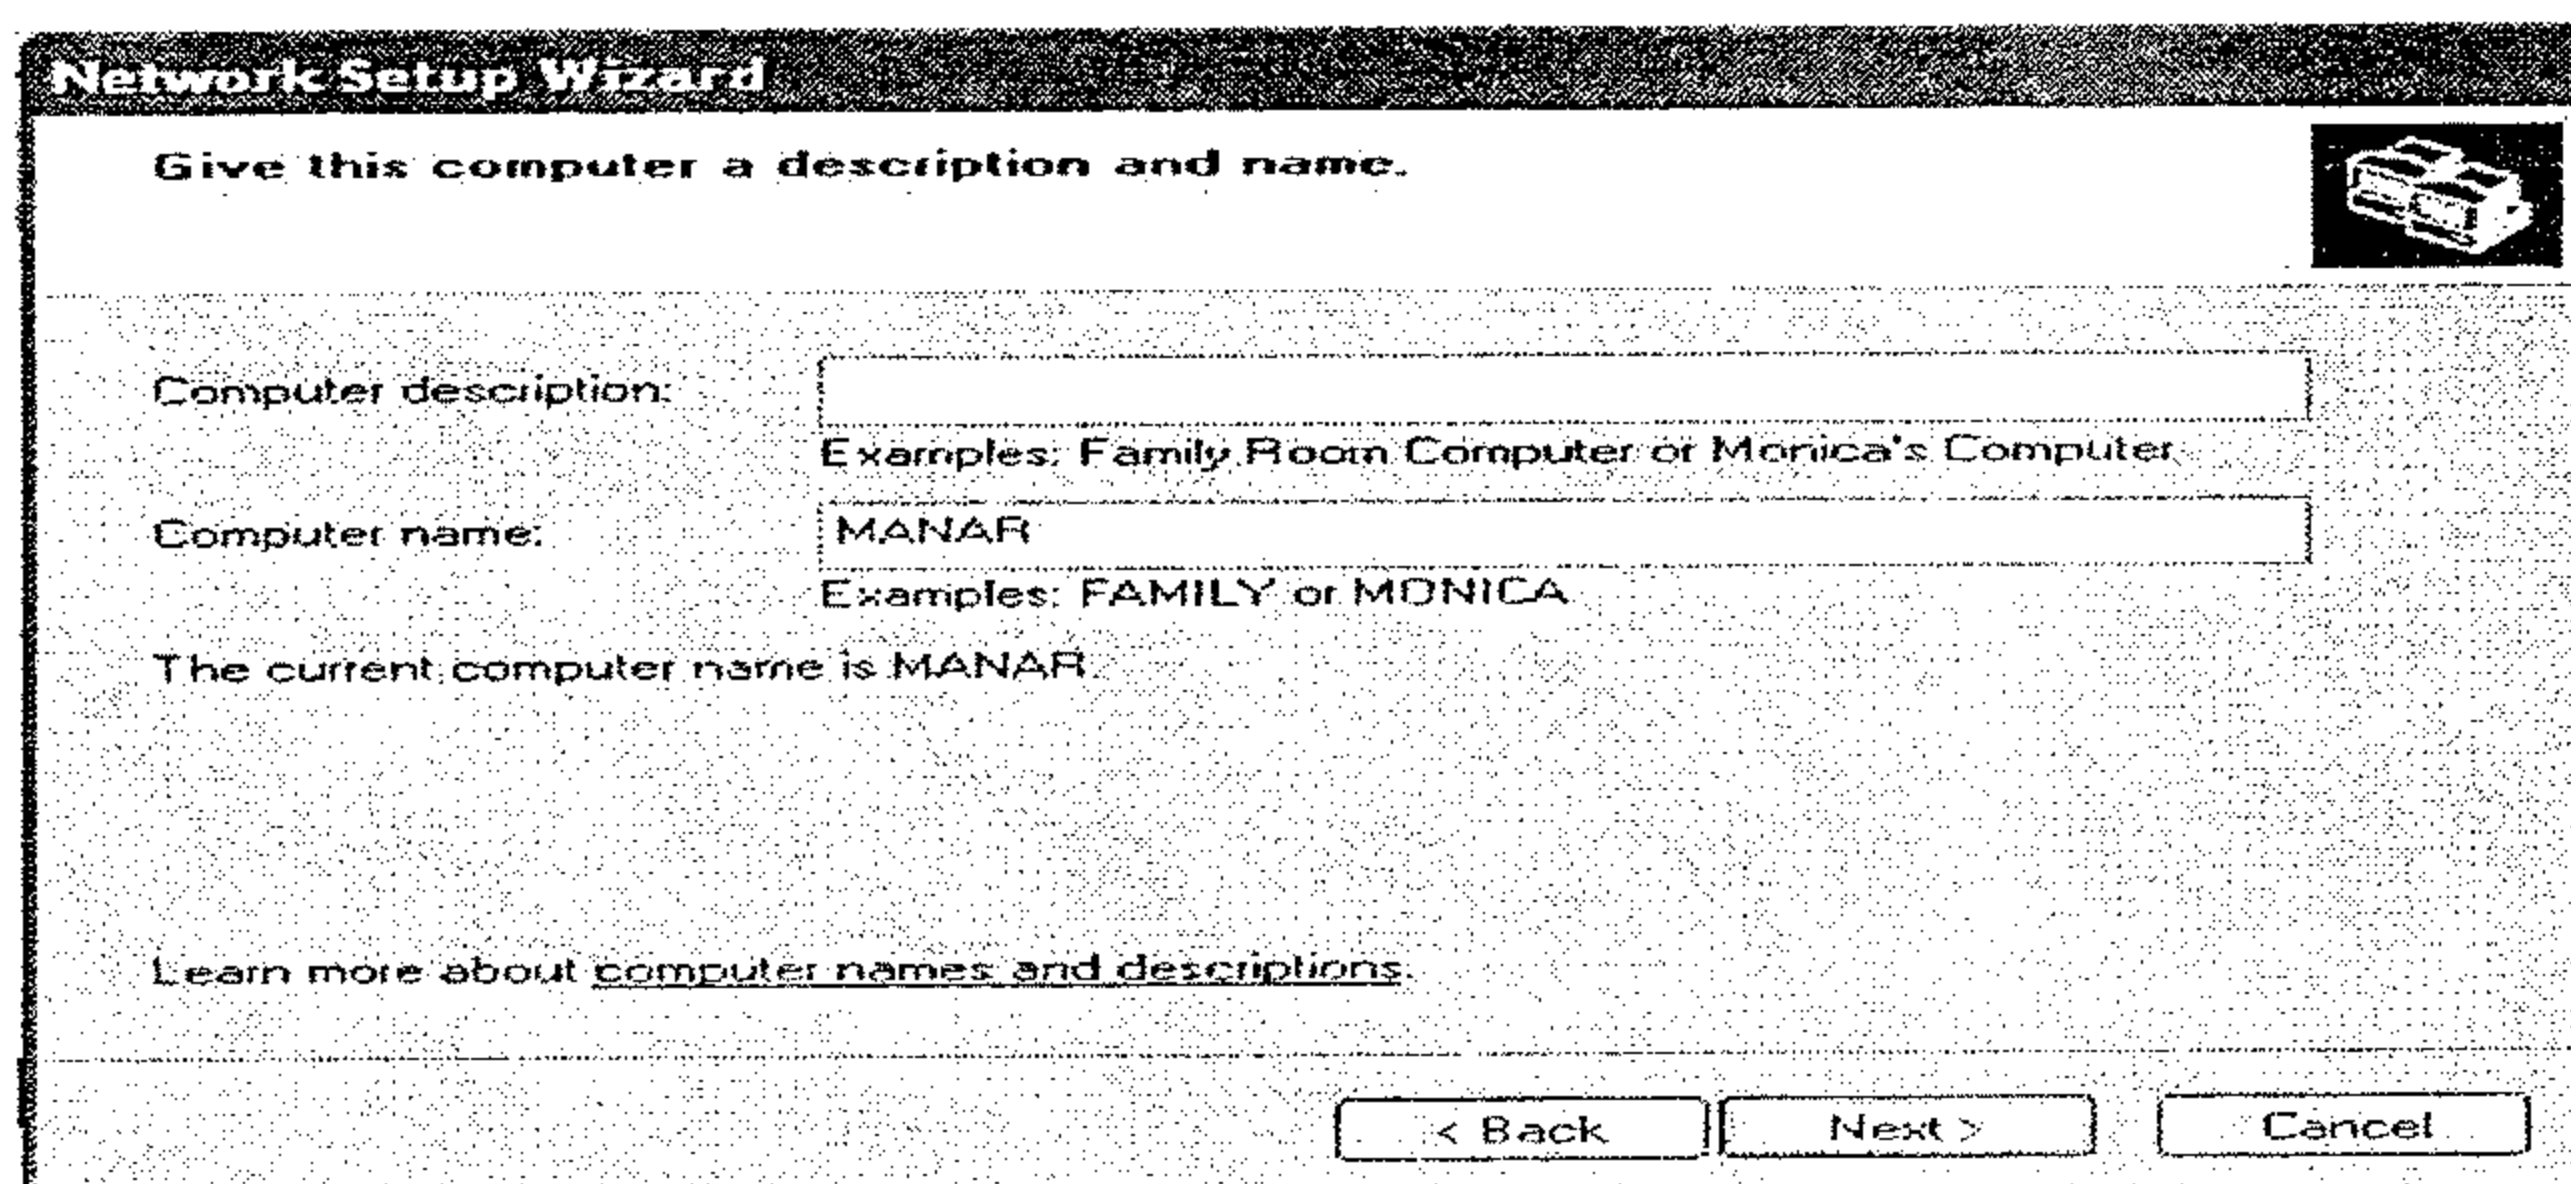 Network Setup Wizard
Give this computer a description and name.
Computer description:
Examples: Family Room Computer or Monica's Computer
Computer name: MANAR
Examples: FAMILY or MONICA
The current computer name is MANAR.
Learn more about computer names and descriptions.
< Back Next > Cancel